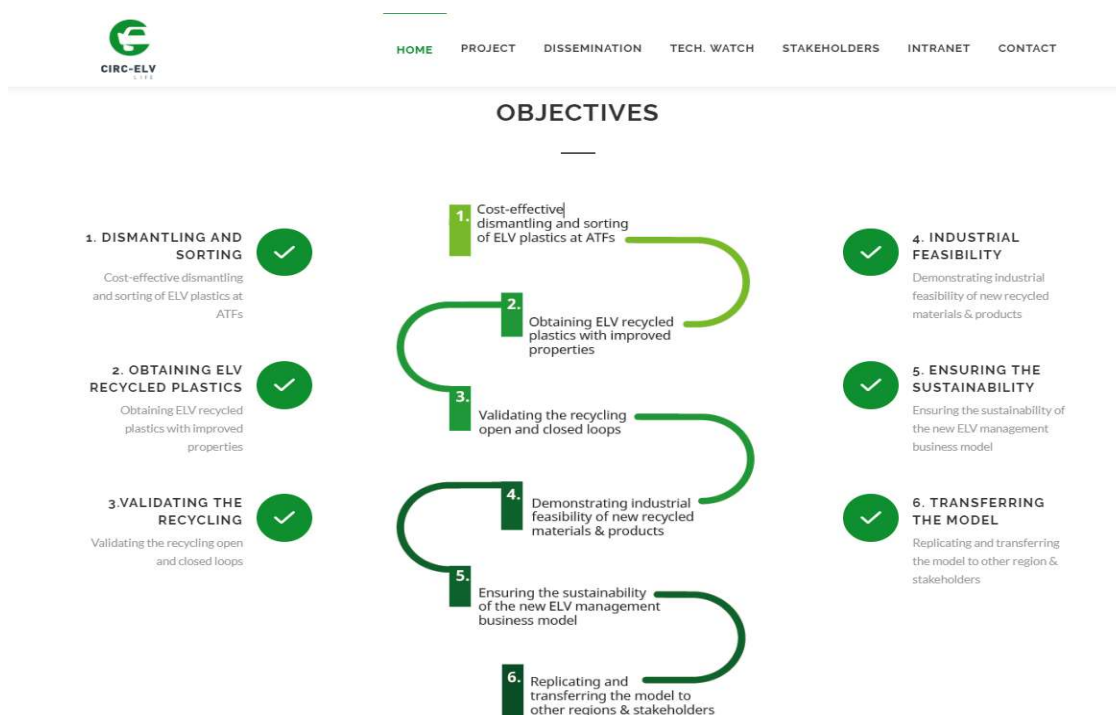 CIRC-ELV
LIFE
HOME PROJECT DISSEMINATION TECH. WATCH STAKEHOLDERS INTRANET CONTACT
OBJECTIVES
1. DISMANTLING AND
SORTING
Cost-effective dismantling
and sorting of ELV plastics at
ATFs
2. OBTAINING ELV
RECYCLED PLASTICS
Obtaining ELV recycled
plastics with improved
properties
3.VALIDATING THE
RECYCLING
Validating the recycling open
and closed loops
1.
Cost-effective
dismantling and sorting
of ELV plastics at ATFs
2.
Obtaining ELV recycled
plastics with improved
properties
3.
Validating the recycling
open and closed loops
4.
Demonstrating industrial
feasibility of new recycled
materials & products
5.
Ensuring the sustainability
of the new ELV management
business model
6.
Replicating and
transferring the model to
other regions & stakeholders
4. INDUSTRIAL
FEASIBILITY
Demonstrating industrial
feasibility of new recycled
materials & products
5. ENSURING THE
SUSTAINABILITY
Ensuring the sustainability of
the new ELV management
business model
6. TRANSFERRING
THE MODEL
Replicating and transferring
the model to other region &
stakeholders